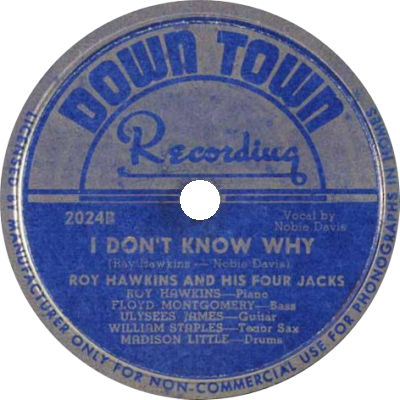 DOWN TOWN
Recording
2024B
Vocal by
Nobie Davis
I DON'T KNOW WHY
(Roy Hawkins — Nobie Davis)
ROY HAWKINS AND HIS FOUR JACKS
ROY HAWKINS—Piano
FLOYD MONTGOMERY—Bass
ULYSEES JAMES—Guitar
WILLIAM STAPLES—Tenor Sax
MADISON LITTLE—Drums
LICENSED BY MANUFACTURER ONLY FOR NON-COMMERCIAL USE FOR PHONOGRAPHS IN HOMES